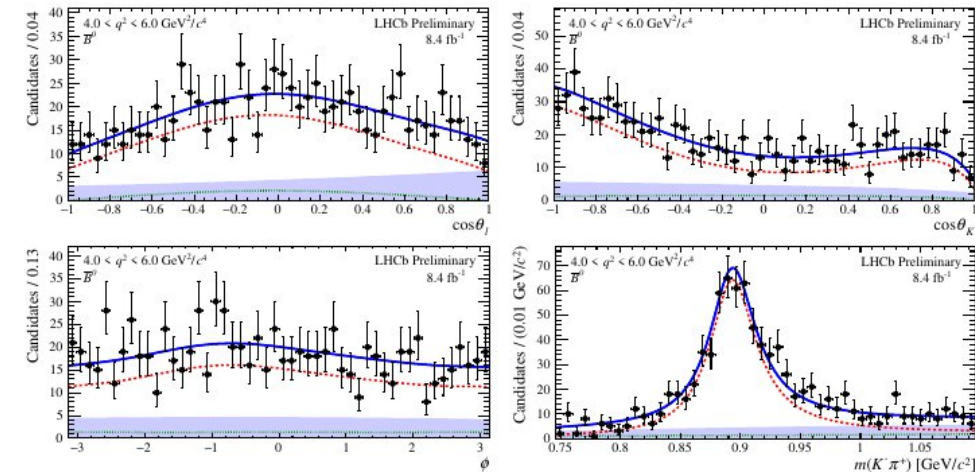 4.0 < q² < 6.0 GeV²/c⁴ LHCb Preliminary
B̅⁰ 8.4 fb⁻¹
Candidates / 0.04
40
35
30
25
20
15
10
5
0
-1 -0.8 -0.6 -0.4 -0.2 0 0.2 0.4 0.6 0.8 1
cosθ_l
4.0 < q² < 6.0 GeV²/c⁴ LHCb Preliminary
B̅⁰ 8.4 fb⁻¹
Candidates / 0.04
50
40
30
20
10
0
-1 -0.8 -0.6 -0.4 -0.2 0 0.2 0.4 0.6 0.8 1
cosθ_K
4.0 < q² < 6.0 GeV²/c⁴ LHCb Preliminary
B̅⁰ 8.4 fb⁻¹
Candidates / 0.13
40
35
30
25
20
15
10
5
0
-3 -2 -1 0 1 2 3
ϕ
4.0 < q² < 6.0 GeV²/c⁴ LHCb Preliminary
B̅⁰ 8.4 fb⁻¹
Candidates / (0.01 GeV/c²)
70
60
50
40
30
20
10
0
0.75 0.8 0.85 0.9 0.95 1 1.05
m(K⁻π⁺) [GeV/c²]